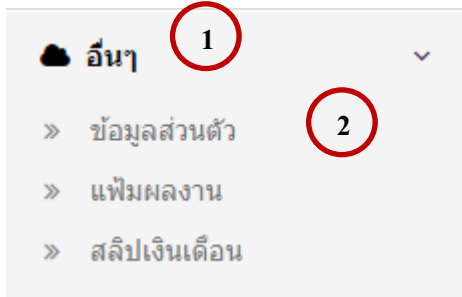 อื่นๆ 1
ข้อมูลส่วนตัว 2
แฟ้มผลงาน
สลิปเงินเดือน